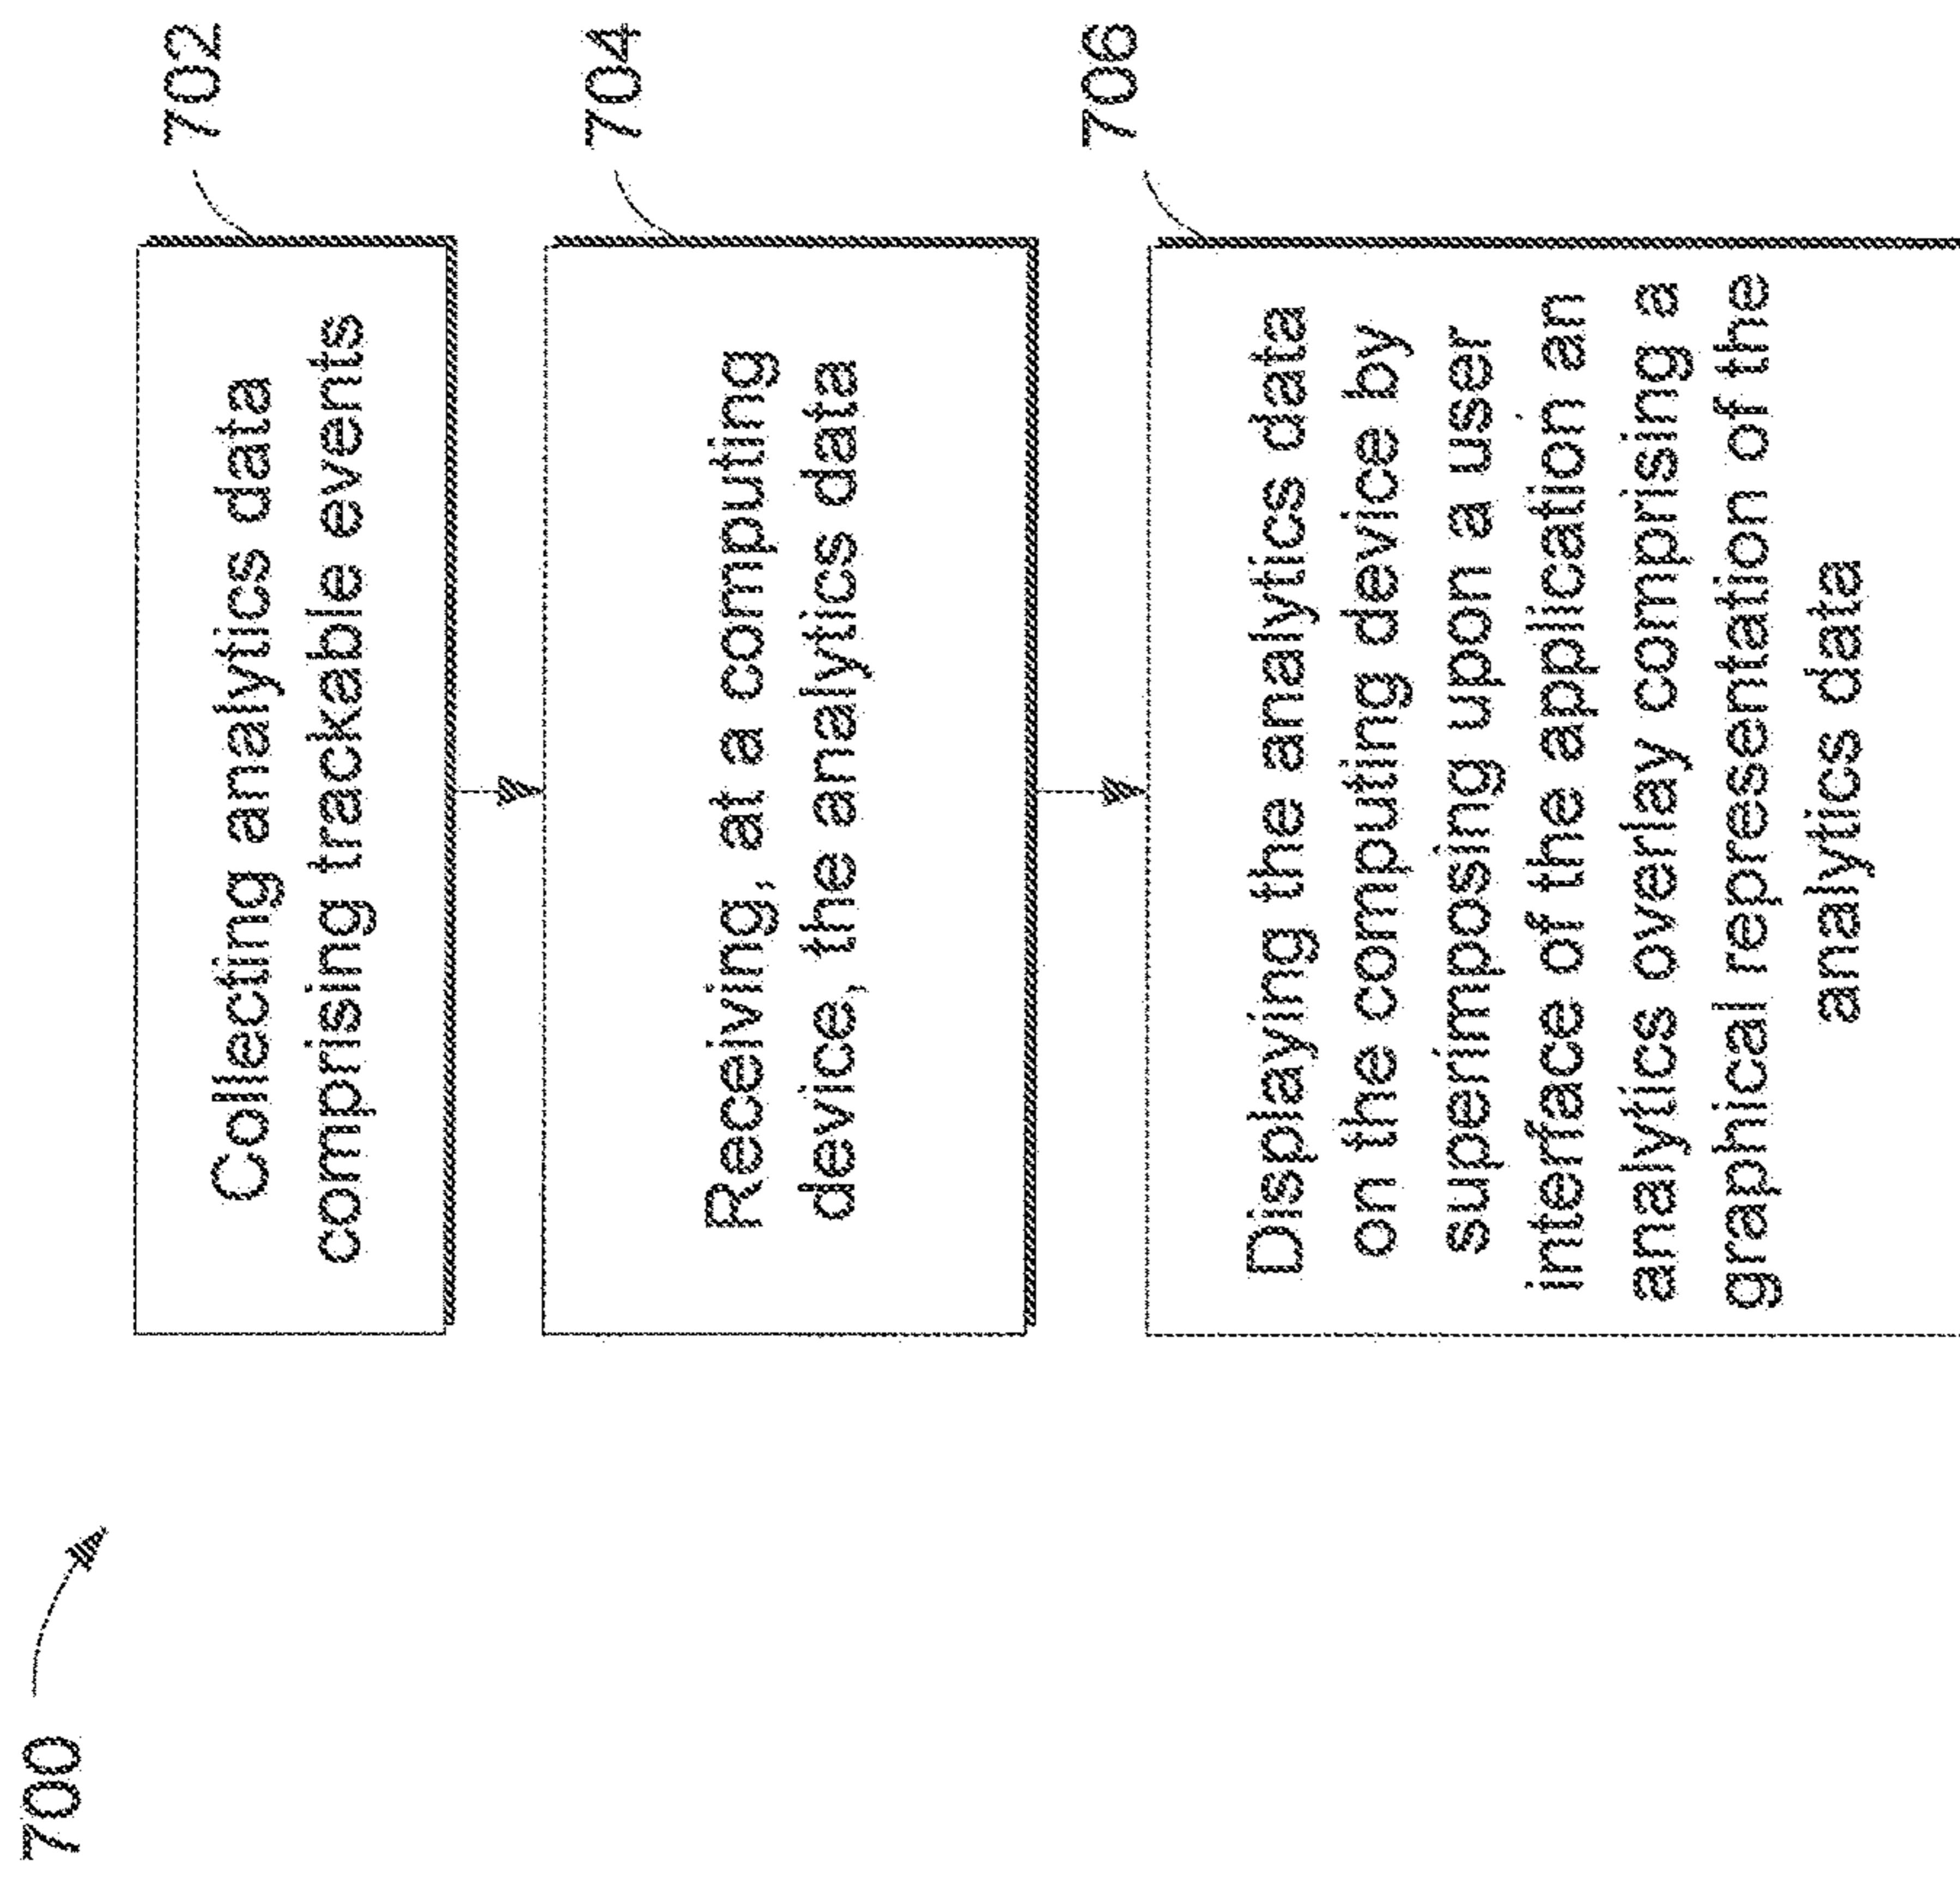 700
702
Collecting analytics data
comprising trackable events
704
Receiving, at a computing
device, the analytics data
706
Displaying the analytics data
on the computing device by
superimposing upon a user
interface of the application an
analytics overlay comprising a
graphical representation of the
analytics data